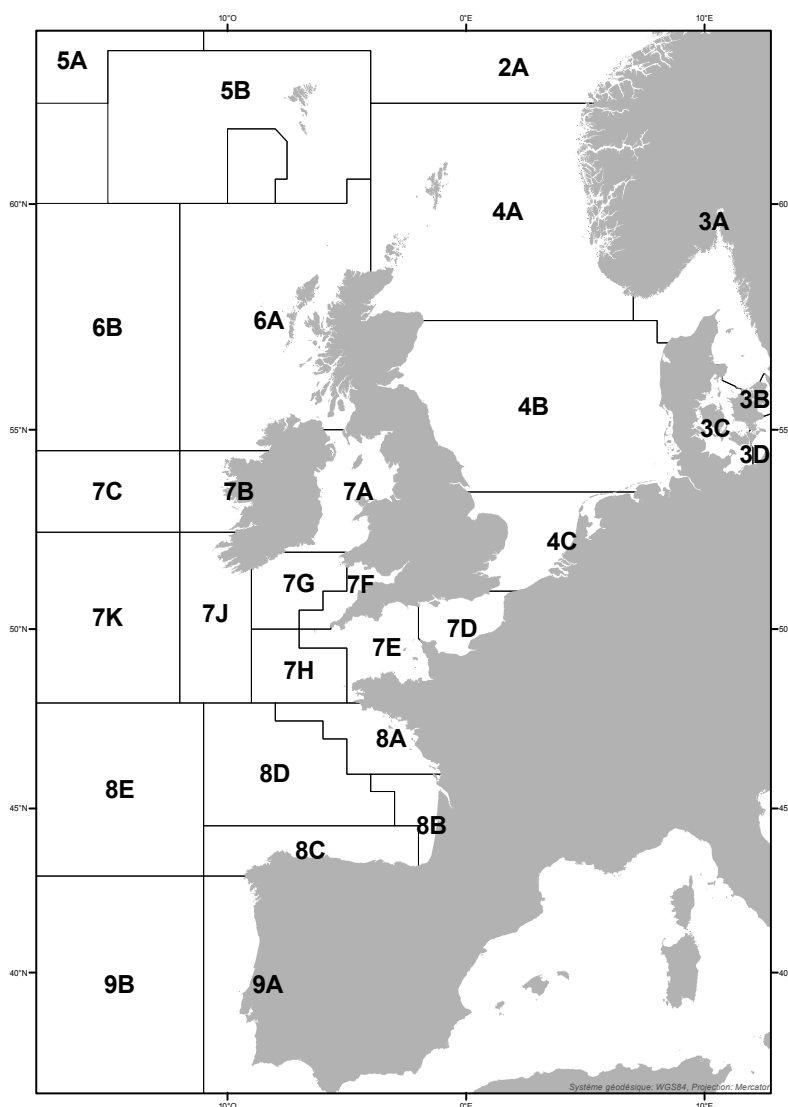 10°O 0°E 10°E
5A
2A
5B
60°N 60
4A
3A
6A
6B
4B
3B
3C
55°N 55
3D
7C 7B 7A
4C
7G 7F
7K 7J
7D
50°N 50
7E
7H
8A
8D
8E
45°N 45
8B
8C
40°N 40
9B 9A
Système géodésique: WGS84, Projection: Mercator
10°O 0°E 10°E